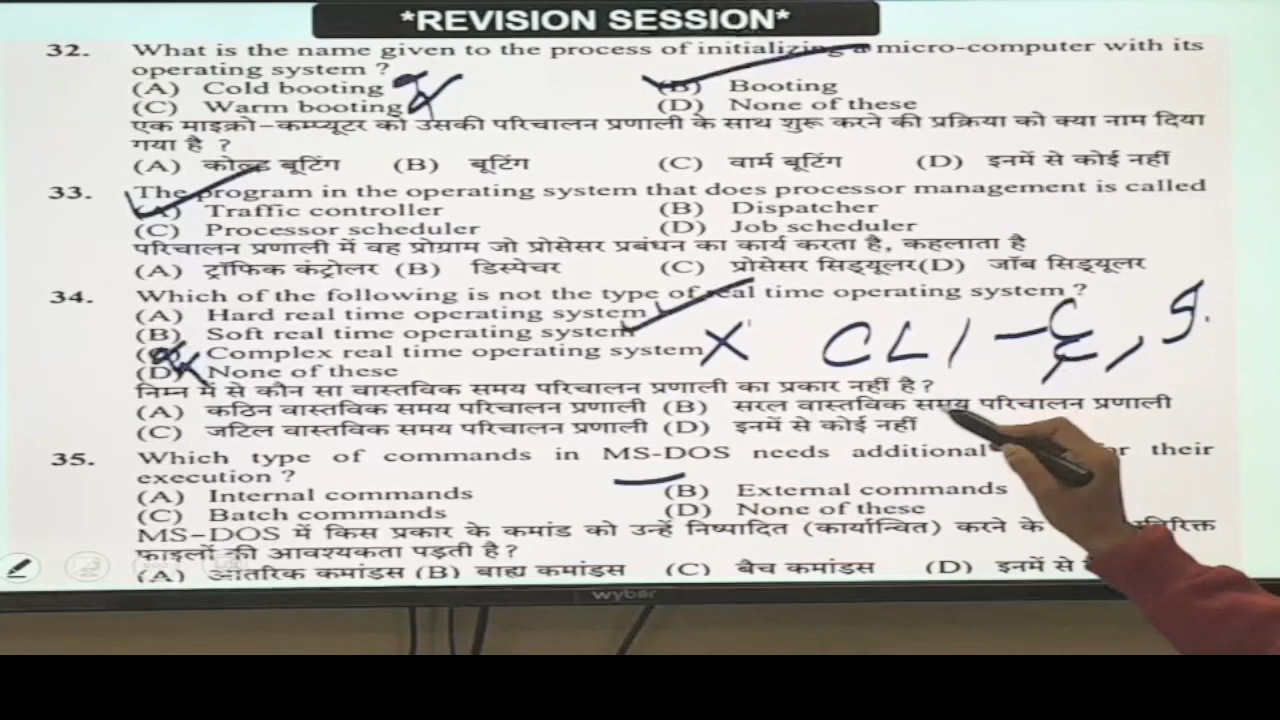 *REVISION SESSION*
32. What is the name given to the process of initializing a micro-computer with its
operating system ?
(A) Cold booting (B) Booting
(C) Warm booting (D) None of these
एक माइक्रो-कम्प्यूटर को उसकी परिचालन प्रणाली के साथ शुरू करने की प्रक्रिया को क्या नाम दिया
गया है ?
(A) कोल्ड बूटिंग (B) बूटिंग (C) वार्म बूटिंग (D) इनमें से कोई नहीं
33. The program in the operating system that does processor management is called
(A) Traffic controller (B) Dispatcher
(C) Processor scheduler (D) Job scheduler
परिचालन प्रणाली में वह प्रोग्राम जो प्रोसेसर प्रबंधन का कार्य करता है, कहलाता है
(A) ट्रॉफिक कंट्रोलर (B) डिस्पेचर (C) प्रोसेसर सिड्यूलर (D) जॉब सिड्यूलर
34. Which of the following is not the type of real time operating system ?
(A) Hard real time operating system
(B) Soft real time operating system
(C) Complex real time operating system X CLI -
(D) None of these
निम्न में से कौन सा वास्तविक समय परिचालन प्रणाली का प्रकार नहीं है?
(A) कठिन वास्तविक समय परिचालन प्रणाली (B) सरल वास्तविक समय परिचालन प्रणाली
(C) जटिल वास्तविक समय परिचालन प्रणाली (D) इनमें से कोई नहीं
35. Which type of commands in MS-DOS needs additional their
execution ?
(A) Internal commands (B) External commands
(C) Batch commands (D) None of these
MS-DOS में किस प्रकार के कमांड को उन्हें निष्पादित (कार्यान्वित) करने के
फाइलों की आवश्यकता पड़ती है?
(A) आंतरिक कमांडस (B) बाह्य कमांडस (C) बैच कमांडस (D) इनमें से
wyber